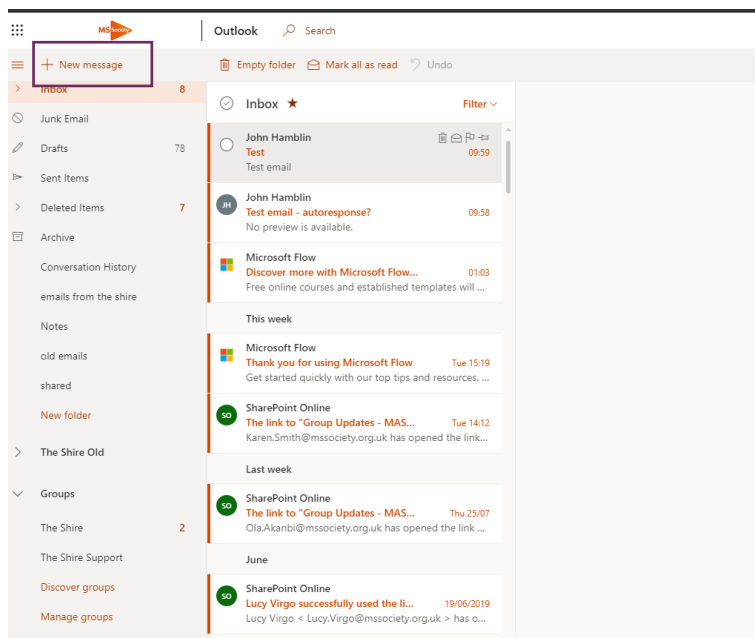 MS Society
Outlook
Search
New message
Empty folder
Mark all as read
Undo
Inbox 8
Junk Email
Drafts 78
Sent Items
Deleted Items 7
Archive
Conversation History
emails from the shire
Notes
old emails
shared
New folder
The Shire Old
Groups
The Shire 2
The Shire Support
Discover groups
Manage groups
Inbox ★
Filter
John Hamblin
Test 09:59
Test email
JH
John Hamblin
Test email - autoresponse? 09:58
No preview is available.
Microsoft Flow
Discover more with Microsoft Flow... 01:03
Free online courses and established templates will ...
This week
Microsoft Flow
Thank you for using Microsoft Flow Tue 15:19
Get started quickly with our top tips and resources. ...
SO
SharePoint Online
The link to "Group Updates - MAS... Tue 14:12
Karen.Smith@mssociety.org.uk has opened the link...
Last week
SO
SharePoint Online
The link to "Group Updates - MAS... Thu 25/07
Ola.Akanbi@mssociety.org.uk has opened the link ...
June
SO
SharePoint Online
Lucy Virgo successfully used the li... 19/06/2019
Lucy Virgo < Lucy.Virgo@mssociety.org.uk > has o...